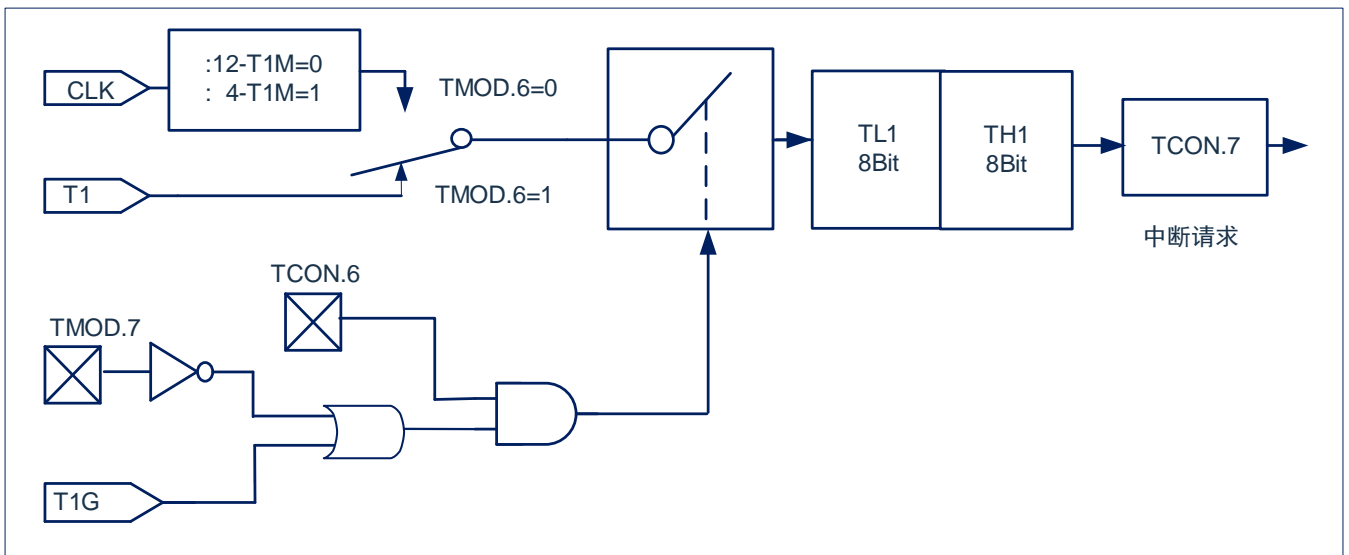 :12-T1M=0
: 4-T1M=1
CLK
TMOD.6=0
T1
TMOD.6=1
TL1
8Bit
TH1
8Bit
TCON.7
中断请求
TCON.6
TMOD.7
T1G